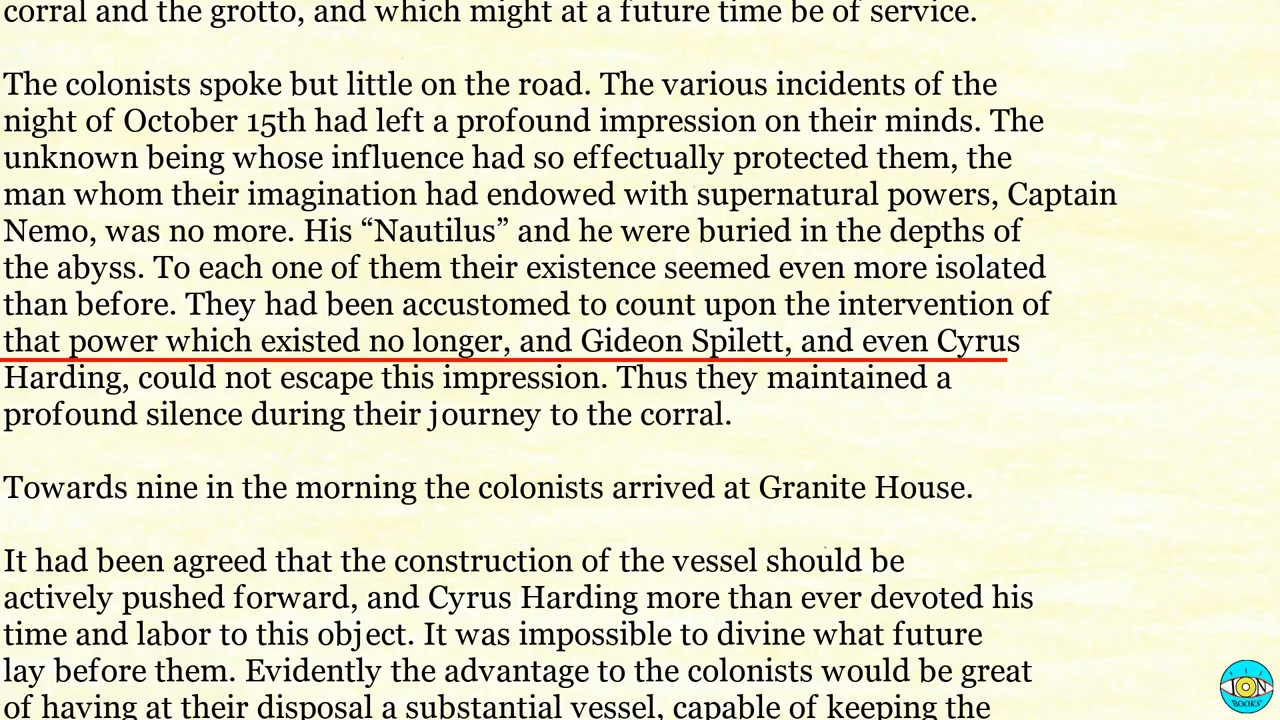 corral and the grotto, and which might at a future time be of service.
The colonists spoke but little on the road. The various incidents of the
night of October 15th had left a profound impression on their minds. The
unknown being whose influence had so effectually protected them, the
man whom their imagination had endowed with supernatural powers, Captain
Nemo, was no more. His “Nautilus” and he were buried in the depths of
the abyss. To each one of them their existence seemed even more isolated
than before. They had been accustomed to count upon the intervention of
that power which existed no longer, and Gideon Spilett, and even Cyrus
Harding, could not escape this impression. Thus they maintained a
profound silence during their journey to the corral.
Towards nine in the morning the colonists arrived at Granite House.
It had been agreed that the construction of the vessel should be
actively pushed forward, and Cyrus Harding more than ever devoted his
time and labor to this object. It was impossible to divine what future
lay before them. Evidently the advantage to the colonists would be great
of having at their disposal a substantial vessel, capable of keeping the
ION
BOOKS